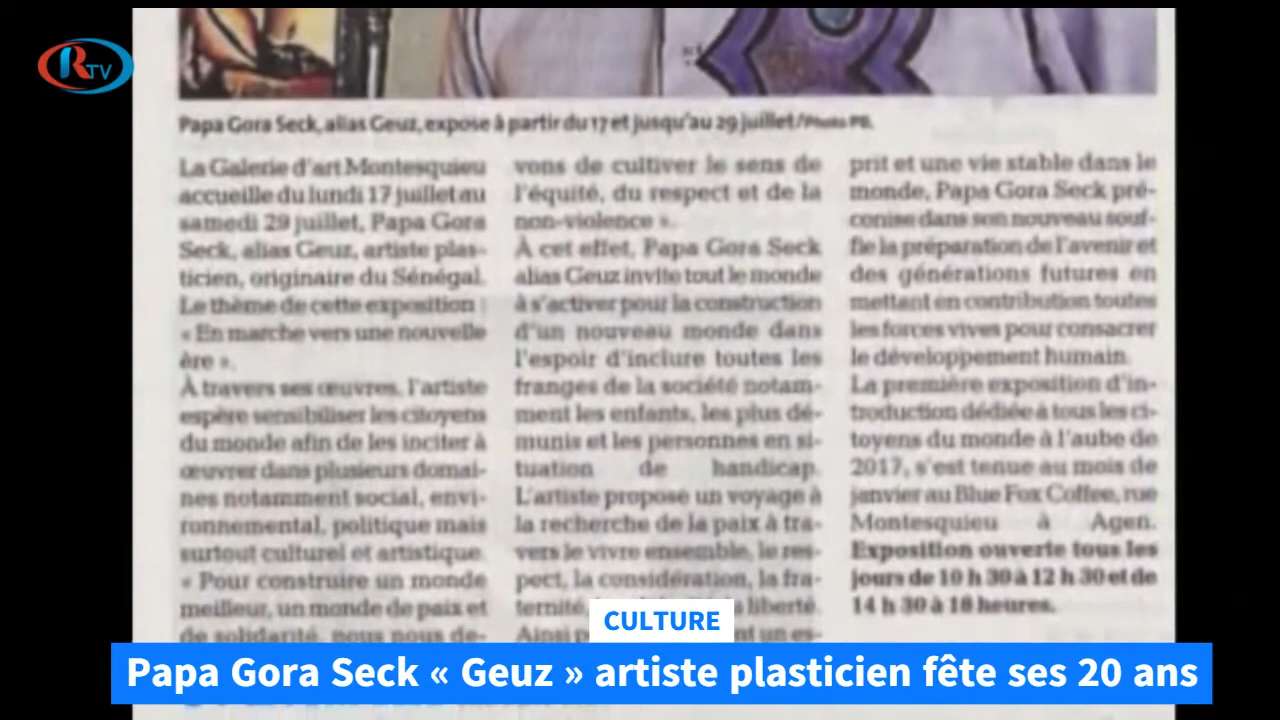 RTV
Papa Gora Seck, alias Geuz, expose à partir du 17 et jusqu'au 29 juillet/Photo PB.
La Galerie d'art Montesquieu
accueille du lundi 17 juillet au
samedi 29 juillet, Papa Gora
Seck, alias Geuz, artiste plas-
ticien, originaire du Sénégal.
Le thème de cette exposition :
« En marche vers une nouvelle
ère ».
À travers ses œuvres, l'artiste
espère sensibiliser les citoyens
du monde afin de les inciter à
œuvrer dans plusieurs domai-
nes notamment social, envi-
ronnemental, politique mais
surtout culturel et artistique.
« Pour construire un monde
meilleur, un monde de paix et
de solidarité, nous nous de-
vons de cultiver le sens de
l'équité, du respect et de la
non-violence ».
À cet effet, Papa Gora Seck
alias Geuz invite tout le monde
à s'activer pour la construction
d'un nouveau monde dans
l'espoir d'inclure toutes les
franges de la société notam-
ment les enfants, les plus dé-
munis et les personnes en si-
tuation de handicap.
L'artiste propose un voyage à
la recherche de la paix à tra-
vers le vivre ensemble, le res-
pect, la considération, la fra-
ternité, liberté.
un es-
prit et une vie stable dans le
monde, Papa Gora Seck pré-
conise dans son nouveau souf-
fle la préparation de l'avenir et
des générations futures en
mettant en contribution toutes
les forces vives pour consacrer
le développement humain.
La première exposition d'in-
troduction dédiée à tous les ci-
toyens du monde à l'aube de
2017, s'est tenue au mois de
janvier au Blue Fox Coffee, rue
Montesquieu à Agen.
Exposition ouverte tous les
jours de 10 h 30 à 12 h 30 et de
14 h 30 à 18 heures.
CULTURE
Papa Gora Seck « Geuz » artiste plasticien fête ses 20 ans